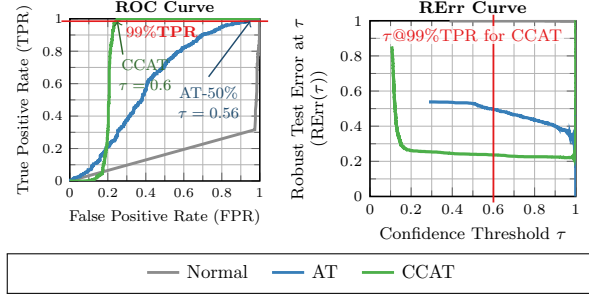 ROC Curve
True Positive Rate (TPR)
1
0.8
0.6
0.4
0.2
0
99%TPR
CCAT
τ = 0.6
AT-50%
τ = 0.56
0 0.2 0.4 0.6 0.8 1
False Positive Rate (FPR)
RErr Curve
Robust Test Error at τ
(RErr(τ))
1
0.8
0.6
0.4
0.2
τ@99%TPR for CCAT
0 0.2 0.4 0.6 0.8 1
Confidence Threshold τ
Normal AT CCAT